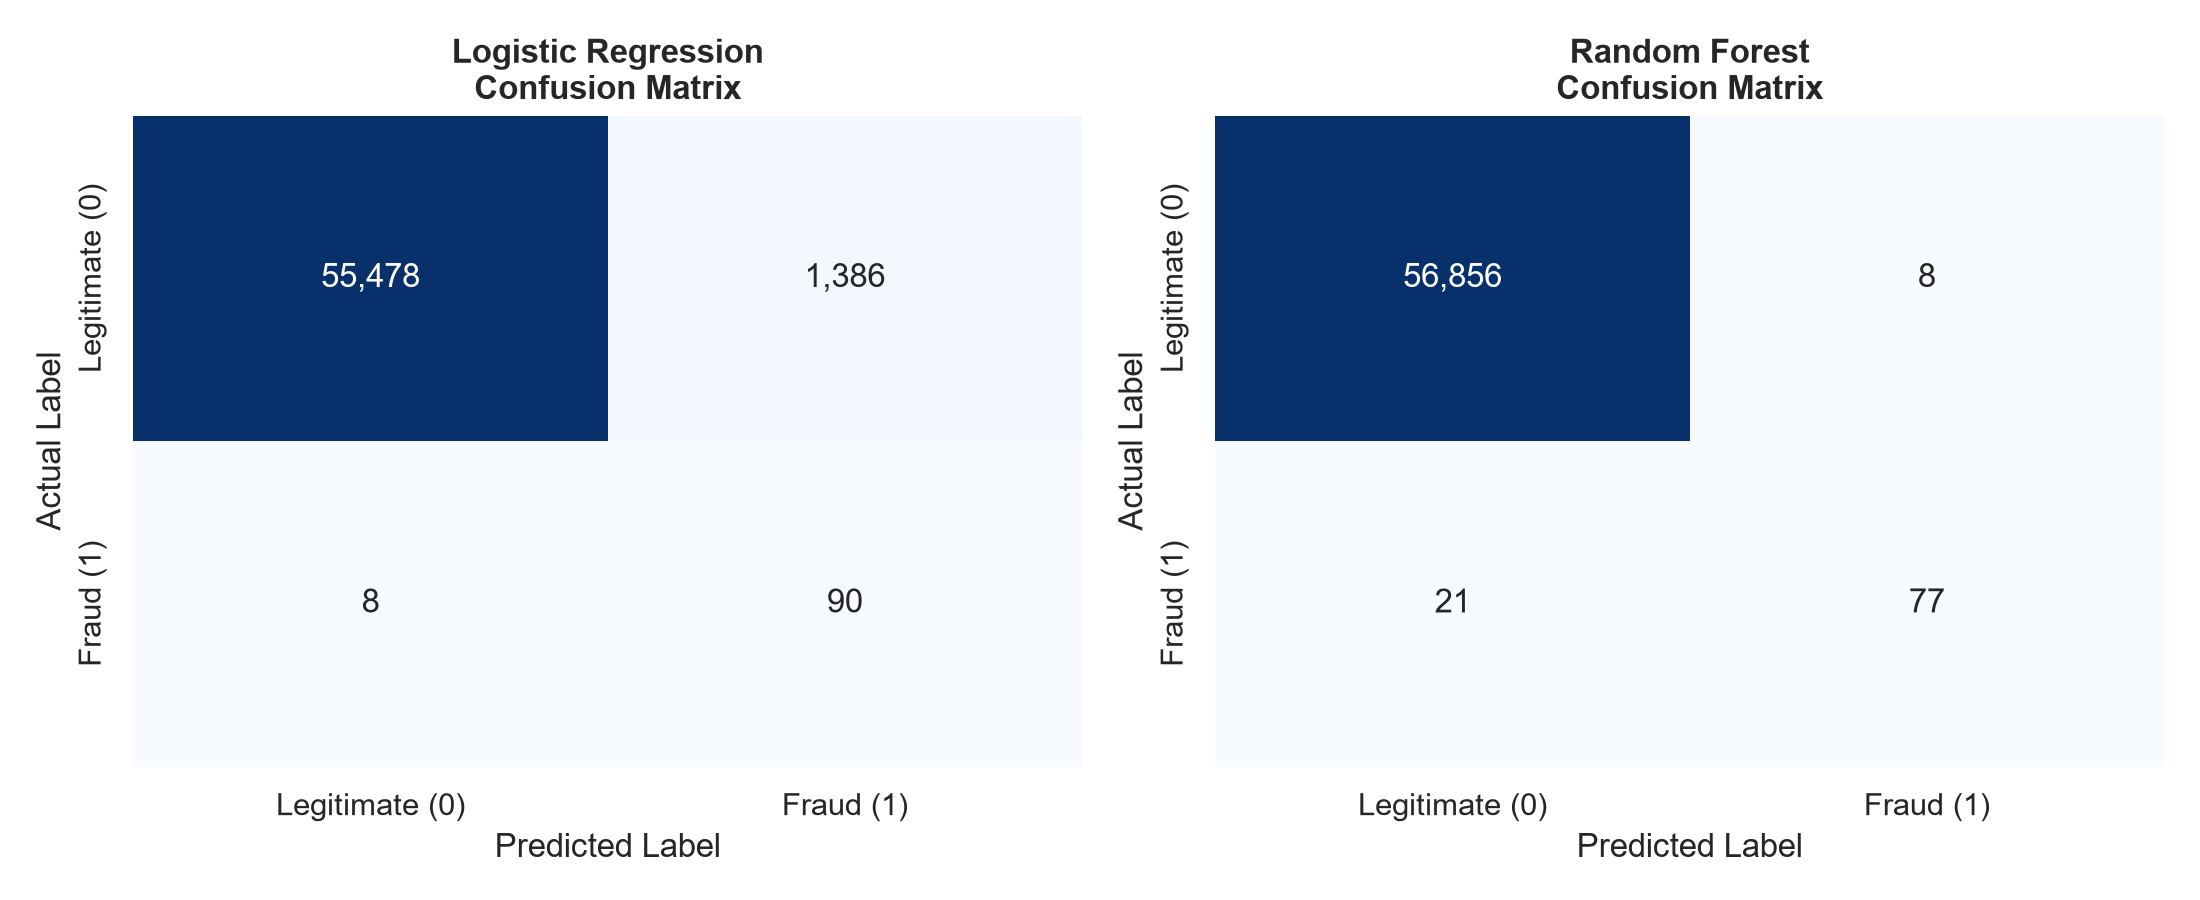 Logistic Regression
Confusion Matrix
Actual Label
Legitimate (0)
55,478
1,386
Fraud (1)
8
90
Legitimate (0)
Fraud (1)
Predicted Label
Random Forest
Confusion Matrix
Actual Label
Legitimate (0)
56,856
8
Fraud (1)
21
77
Legitimate (0)
Fraud (1)
Predicted Label